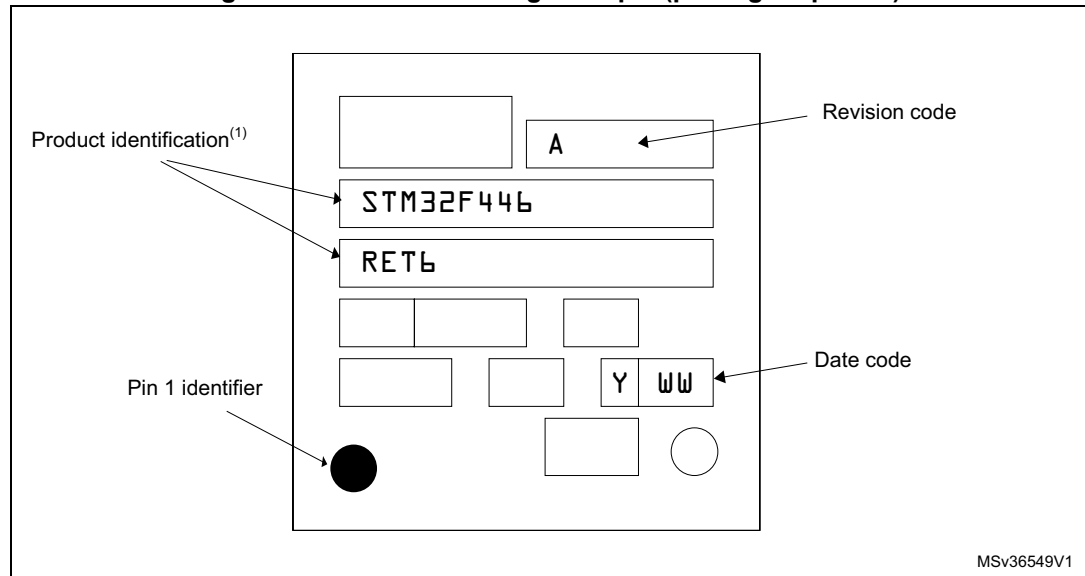 Revision code
Product identification(1)
A
STM32F446
RET6
Date code
Y WW
Pin 1 identifier
MSv36549V1